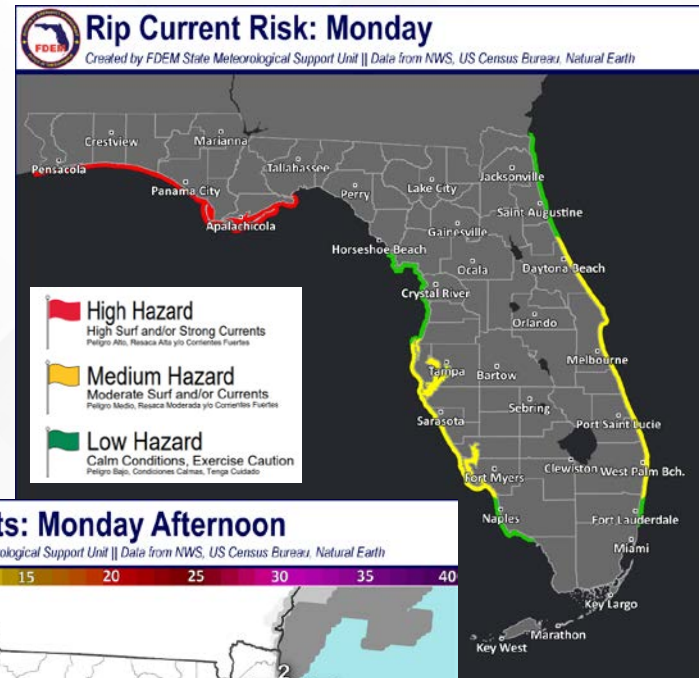 Rip Current Risk: Monday
Created by FDEM State Meteorological Support Unit || Data from NWS, US Census Bureau, Natural Earth
FDEM
Crestview
Marianna
Pensacola
Tallahassee
Jacksonville
Panama City
Perry
Lake City
Saint Augustine
Apalachicola
Gainesville
Horseshoe Beach
Ocala
Daytona Beach
Crystal River
Orlando
Melbourne
Tampa
Bartow
Sebring
Sarasota
Port Saint Lucie
Clewiston
West Palm Bch.
Fort Myers
Naples
Fort Lauderdale
Miami
Key Largo
Marathon
Key West
High Hazard
High Surf and/or Strong Currents
Peligro Alto, Resaca Alta y/o Corrientes Fuertes
Medium Hazard
Moderate Surf and/or Currents
Peligro Medio, Resaca Moderada y/o Corrientes Fuertes
Low Hazard
Calm Conditions, Exercise Caution
Peligro Bajo, Condiciones Calmas, Tenga Cuidado
ts: Monday Afternoon
ological Support Unit || Data from NWS, US Census Bureau, Natural Earth
15 20 25 30 35 40
2